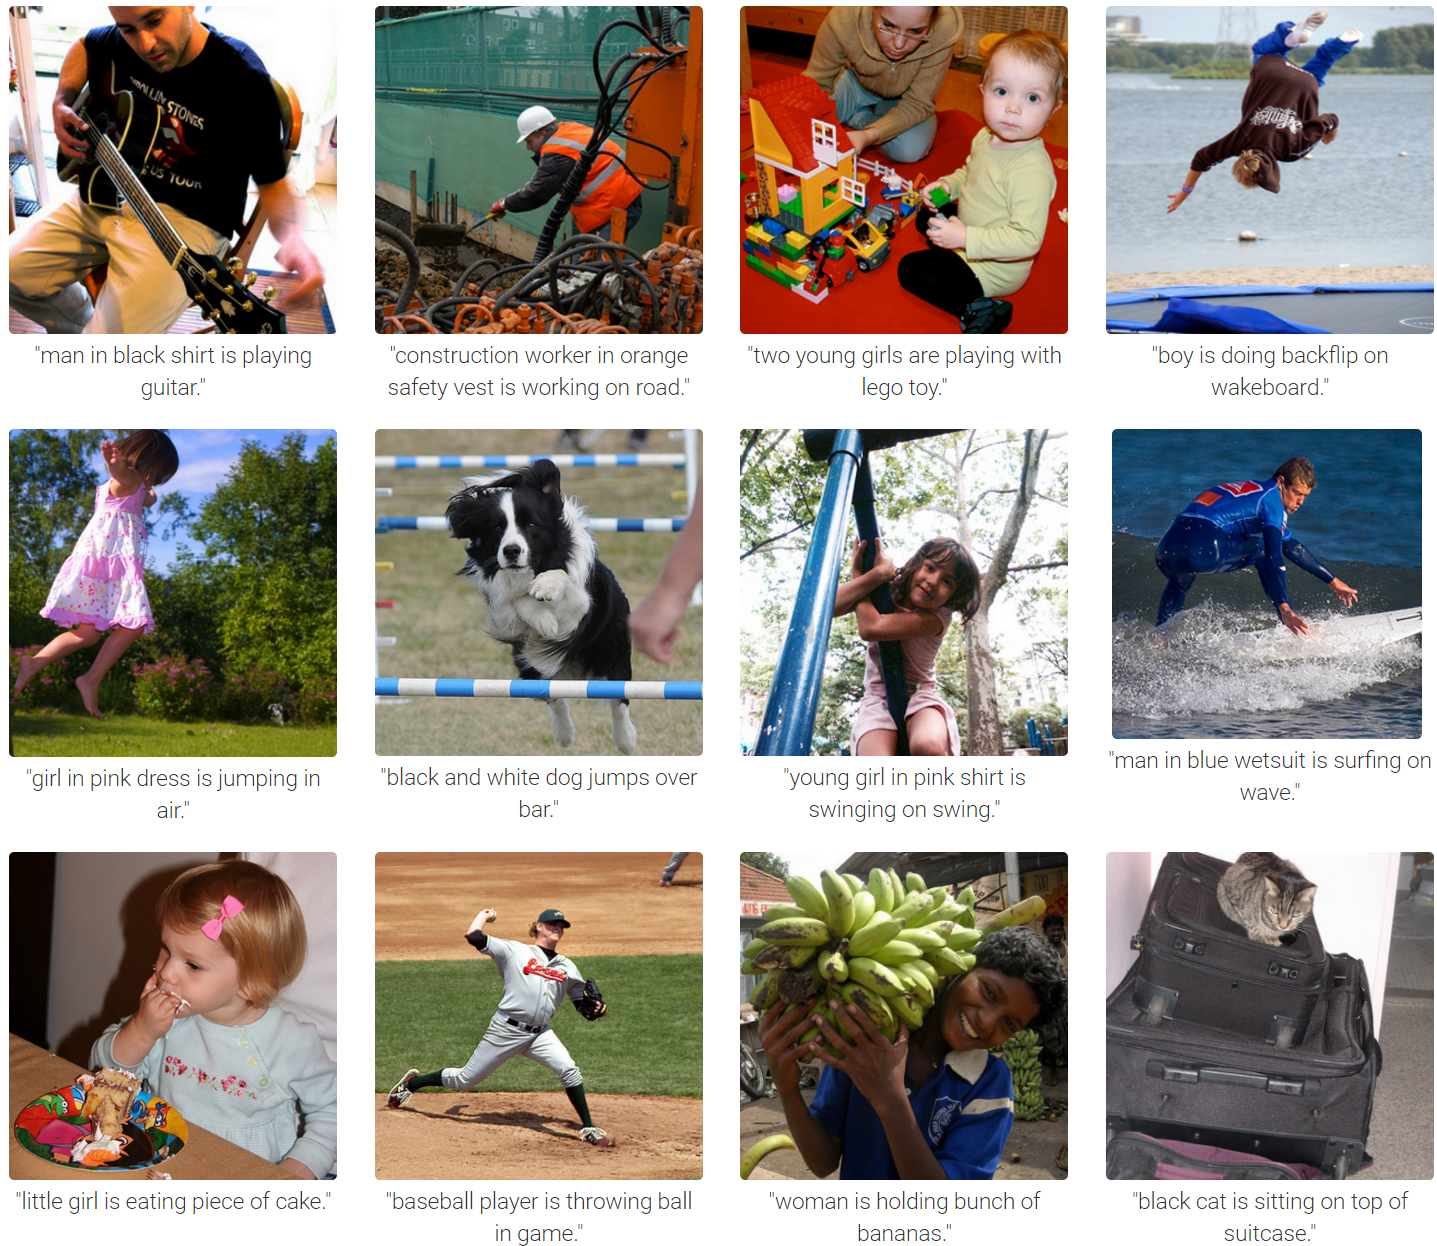 ROLLING STONES
US TOUR
"man in black shirt is playing
guitar."
"construction worker in orange
safety vest is working on road."
"two young girls are playing with
lego toy."
"boy is doing backflip on
wakeboard."
"girl in pink dress is jumping in
air."
"black and white dog jumps over
bar."
"young girl in pink shirt is
swinging on swing."
"man in blue wetsuit is surfing on
wave."
"little girl is eating piece of cake."
"baseball player is throwing ball
in game."
"woman is holding bunch of
bananas."
"black cat is sitting on top of
suitcase."